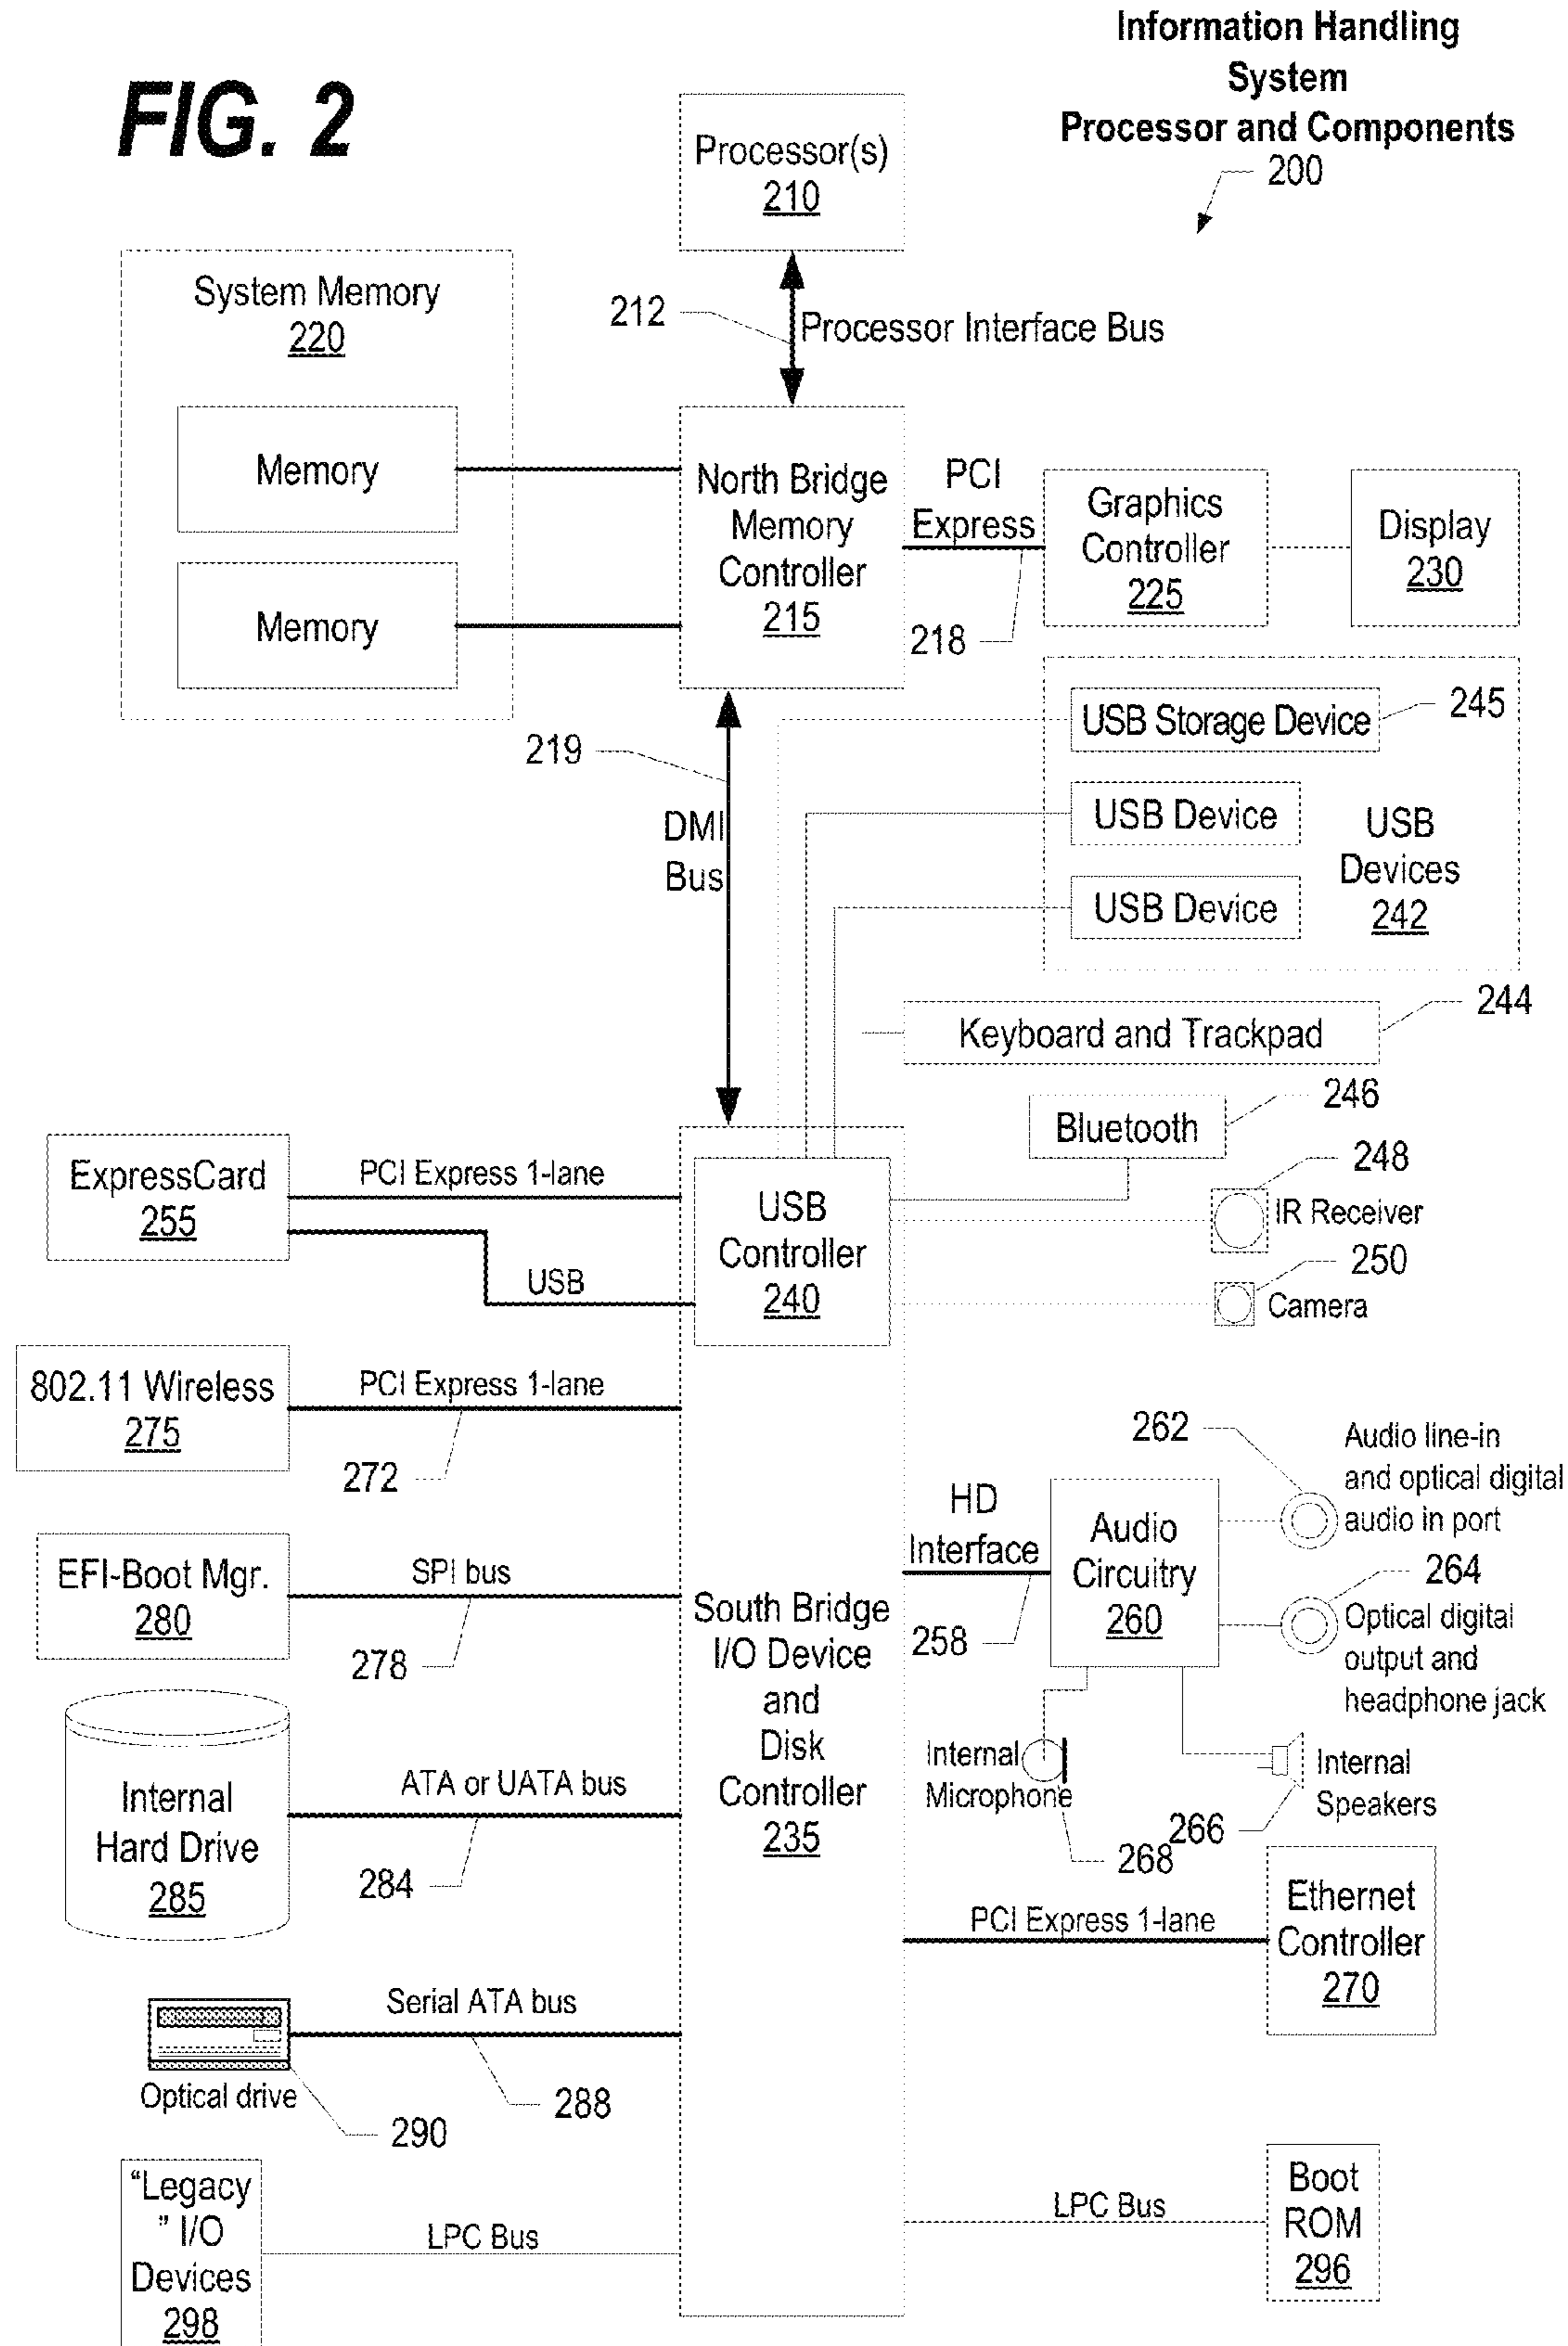 FIG. 2
Information Handling
System
Processor and Components
200
Processor(s)
210
212
Processor Interface Bus
System Memory
220
Memory
Memory
North Bridge
Memory
Controller
215
PCI
Express
218
Graphics
Controller
225
Display
230
219
DMI
Bus
USB Storage Device
245
USB Device
USB Device
USB
Devices
242
Keyboard and Trackpad
244
Bluetooth
246
248
IR Receiver
250
Camera
ExpressCard
255
PCI Express 1-lane
USB
USB
Controller
240
802.11 Wireless
275
PCI Express 1-lane
272
EFI-Boot Mgr.
280
SPI bus
278
South Bridge
I/O Device
and
Disk
Controller
235
HD
Interface
258
Audio
Circuitry
260
262
Audio line-in
and optical digital
audio in port
264
Optical digital
output and
headphone jack
Internal
Microphone
268
266
Internal
Speakers
Internal
Hard Drive
285
ATA or UATA bus
284
PCI Express 1-lane
Ethernet
Controller
270
Serial ATA bus
288
Optical drive
290
“Legacy
” I/O
Devices
298
LPC Bus
LPC Bus
Boot
ROM
296